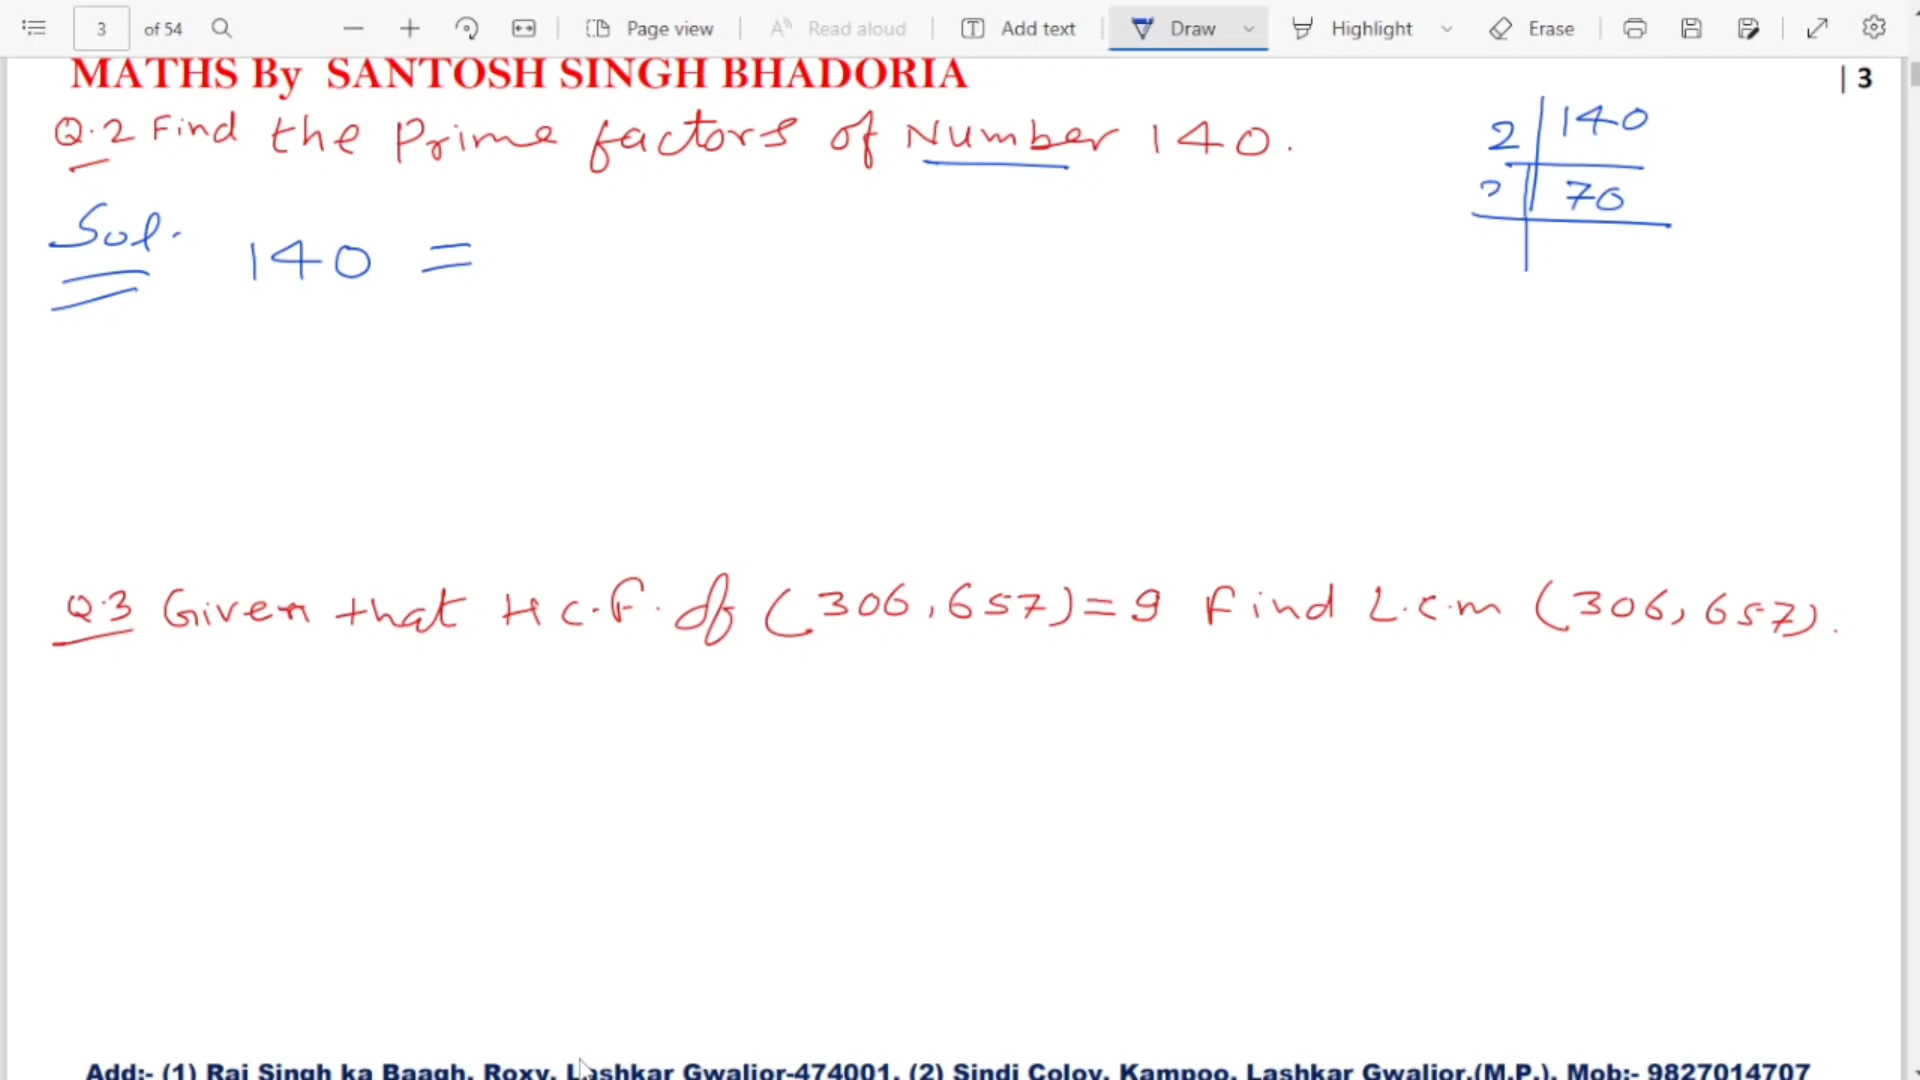 3 of 54 Page view Read aloud Add text Draw Highlight Erase
MATHS By SANTOSH SINGH BHADORIA | 3
Q.2 Find the Prime factors of Number 140.
2 140
2 70
Sol. 140 =
Q.3 Given that H C.F. of (306, 657) = 9 Find L.C.M (306, 657).
Add:- (1) Raj Singh ka Baagh, Roxy, Lashkar Gwalior-474001, (2) Sindi Coloy, Kampoo, Lashkar Gwalior,(M.P.), Mob:- 9827014707